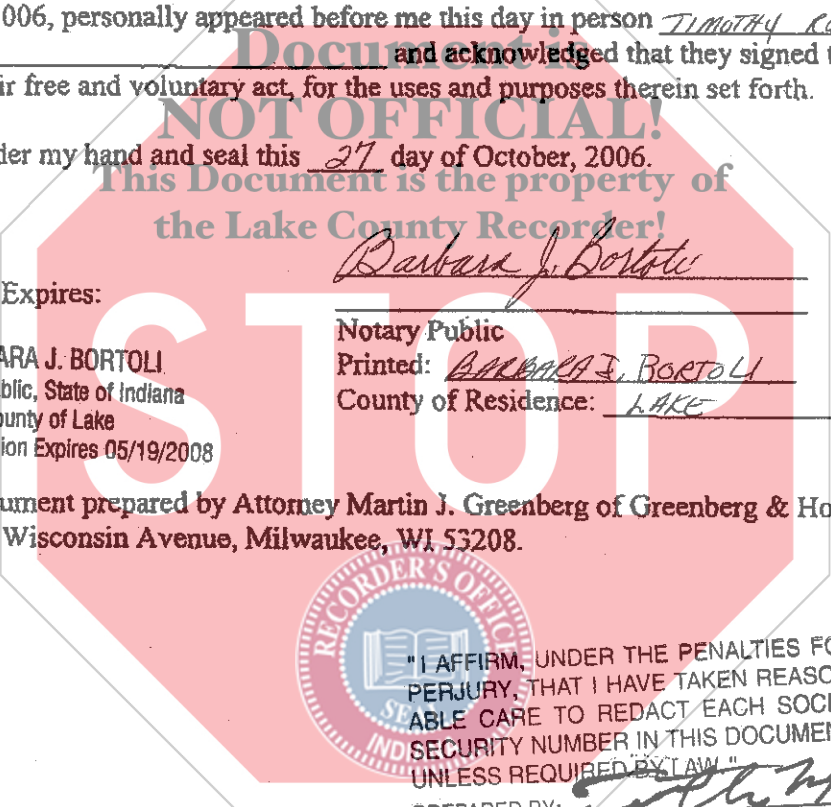 006, personally appeared before me this day in person TIMOTHY
Document is
and acknowledged that they signed t
ir free and voluntary act, for the uses and purposes therein set forth.
NOT OFFICIAL!
der my hand and seal this 27 day of October, 2006.
This Document is the property of
the Lake County Recorder!
Barbara J. Bortoli
Expires:
STOP
Notary Public
ARA J. BORTOLI
Printed: BARBARA J. BORTOLI
blic, State of Indiana
County of Residence: LAKE
ounty of Lake
ion Expires 05/19/2008
ument prepared by Attorney Martin J. Greenberg of Greenberg & Ho
Wisconsin Avenue, Milwaukee, WI 53208.
RECORDER'S OFFICE
SEAL
INDIANA
"I AFFIRM, UNDER THE PENALTIES FO
PERJURY, THAT I HAVE TAKEN REASO
ABLE CARE TO REDACT EACH SOCI
SECURITY NUMBER IN THIS DOCUMEN
UNLESS REQUIRED BY LAW."
PREPARED BY: